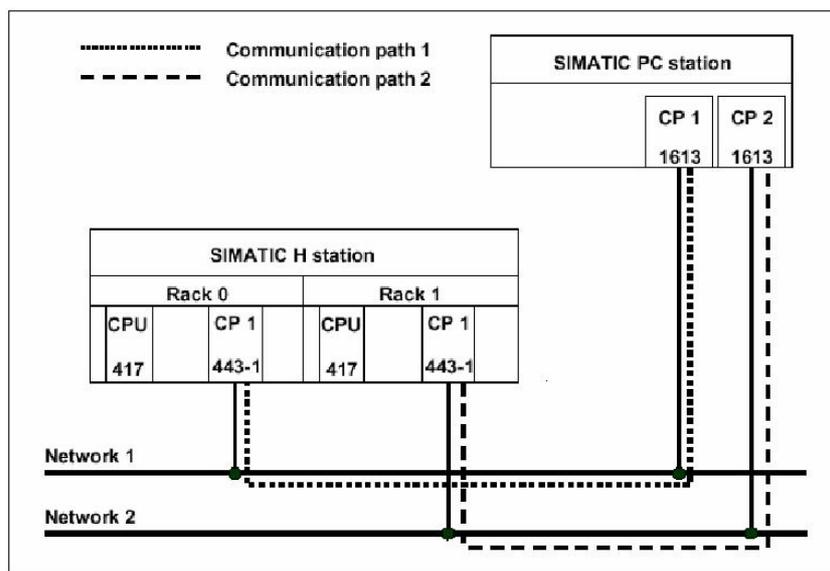 Communication path 1
Communication path 2
SIMATIC PC station
CP 1 CP 2
1613 1613
SIMATIC H station
Rack 0 Rack 1
CPU CP 1 CPU CP 1
417 443-1 417 443-1
Network 1
Network 2